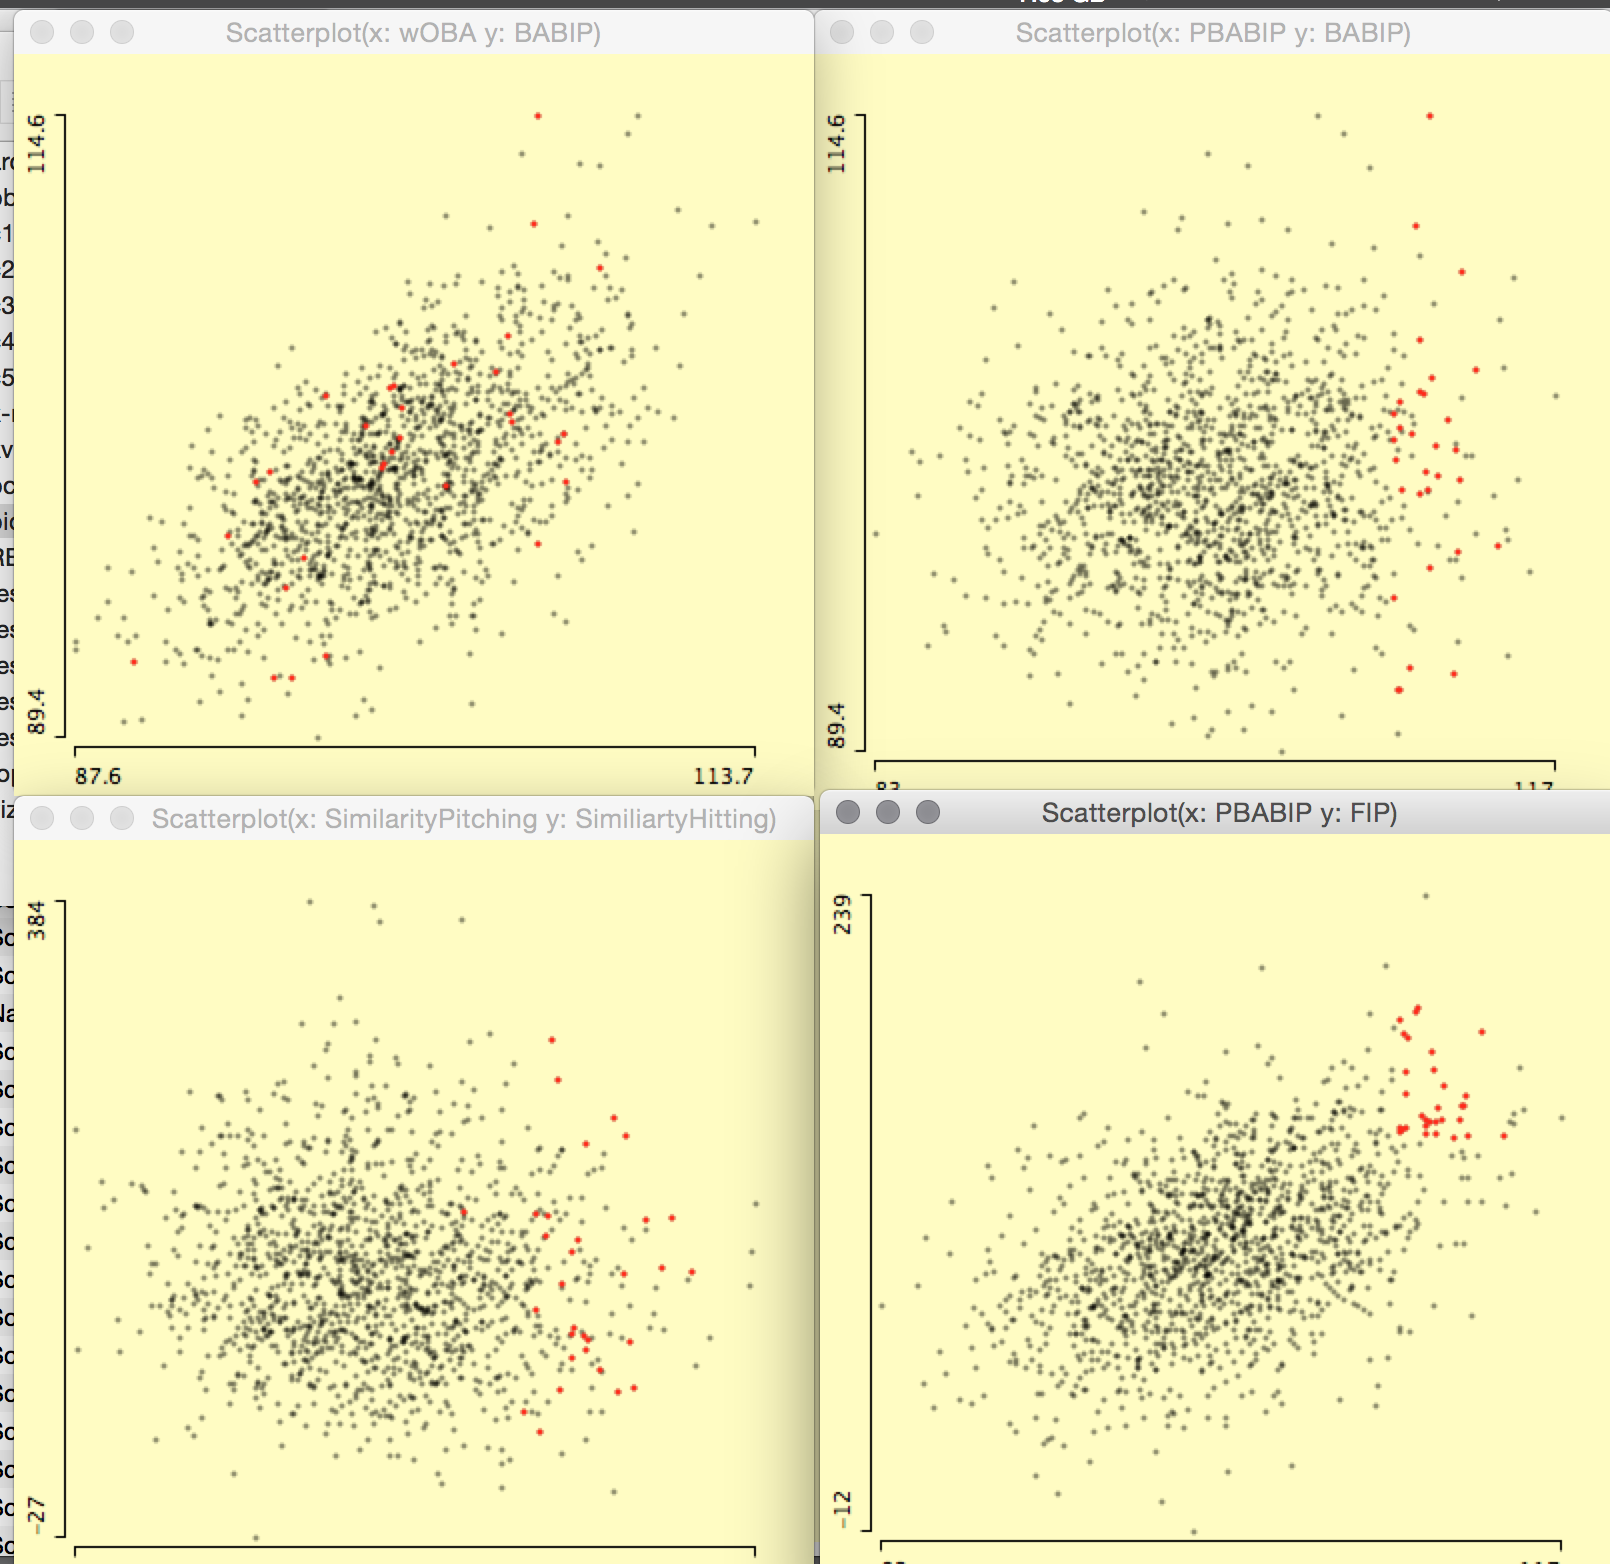 Scatterplot(x: wOBA y: BABIP)
114.6
89.4
87.6 113.7
Scatterplot(x: PBABIP y: BABIP)
114.6
89.4
Scatterplot(x: SimilarityPitching y: SimiliartyHitting)
384
-27
Scatterplot(x: PBABIP y: FIP)
239
-12